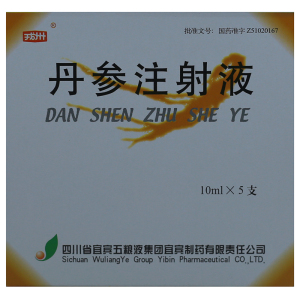 批准文号:国药准字Z51020167
丹参注射液
DAN SHEN ZHU SHE YE
10ml×5支
四川省宜宾五粮液集团宜宾制药有限责任公司
Sichuan WuLiangYe Group Yibin Pharmaceutical CO.,LTD.